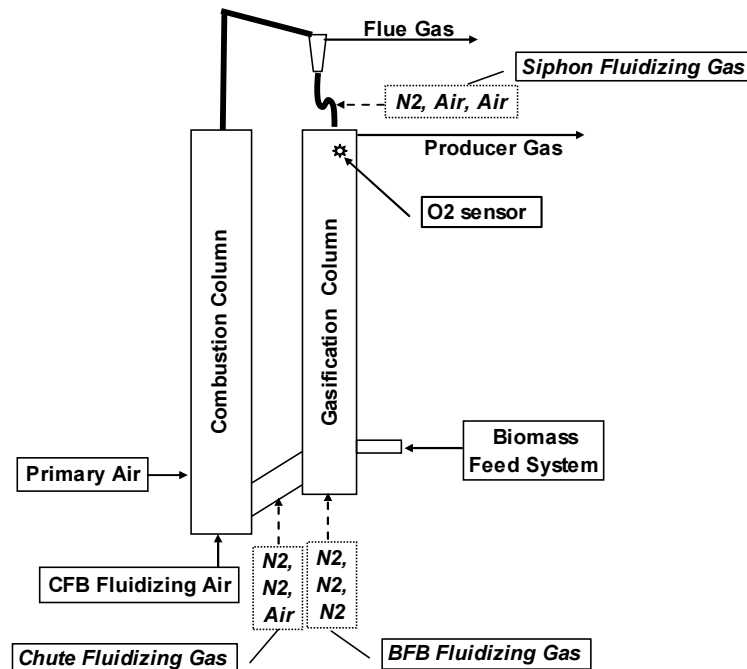 Flue Gas
Siphon Fluidizing Gas
N2, Air, Air
Producer Gas
O2 sensor
Combustion Column
Gasification Column
Biomass
Feed System
Primary Air
CFB Fluidizing Air
N2,
N2,
Air
N2,
N2,
N2
Chute Fluidizing Gas
BFB Fluidizing Gas